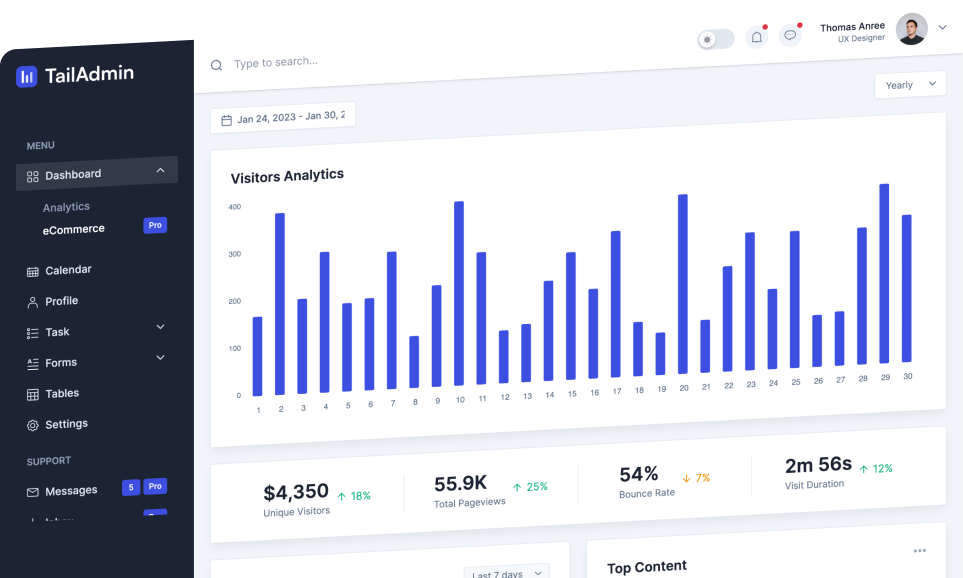 TailAdmin
MENU
Dashboard
Analytics
eCommerce Pro
Calendar
Profile
Task
Forms
Tables
Settings
SUPPORT
Messages 5 Pro
Type to search...
Thomas Anree
UX Designer
Jan 24, 2023 - Jan 30, 2
Yearly
Visitors Analytics
400
300
200
100
0
1 2 3 4 5 6 7 8 9 10 11 12 13 14 15 16 17 18 19 20 21 22 23 24 25 26 27 28 29 30
$4,350 18%
Unique Visitors
55.9K 25%
Total Pageviews
54% 7%
Bounce Rate
2m 56s 12%
Visit Duration
Last 7 days
Top Content